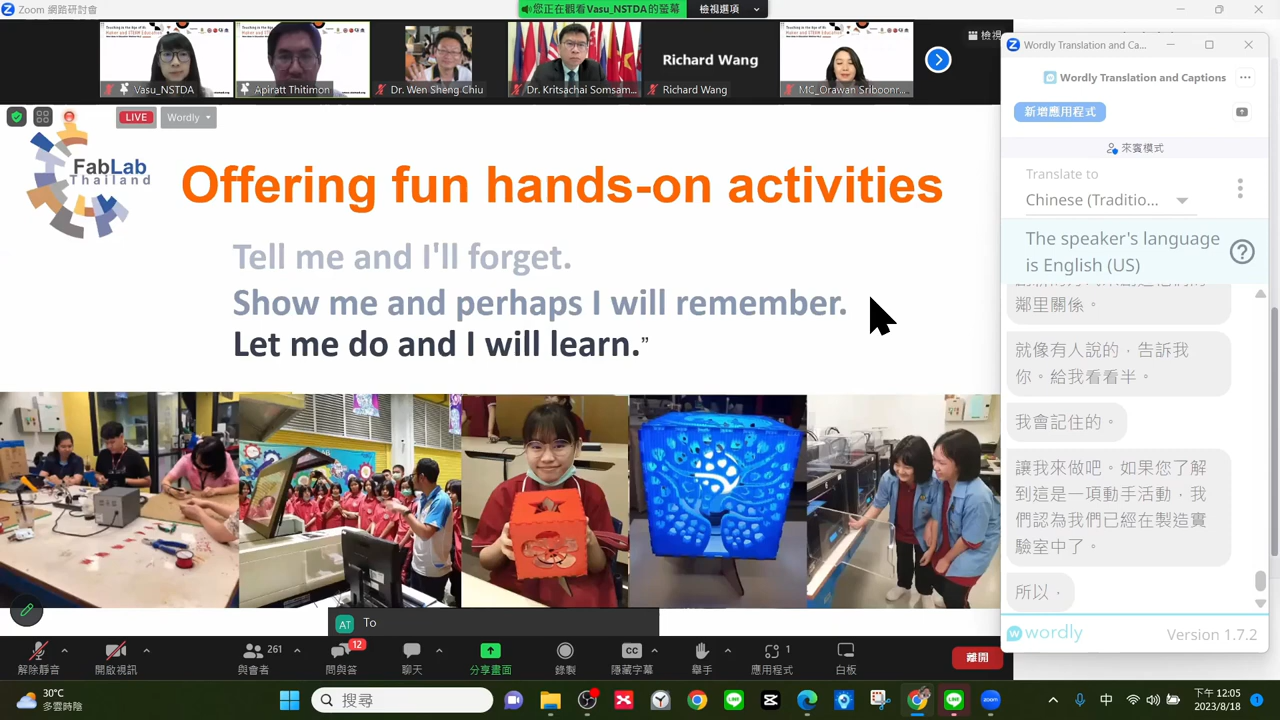 Zoom 網路研討會
您正在觀看Vasu_NSTDA的螢幕
檢視選項
檢視
Vasu_NSTDA
Apiratt Thitimon
Dr. Wen Sheng Chiu
Dr. Kritsachai Somsam...
Richard Wang
Richard Wang
MC_Orawan Sriboonr...
LIVE
Wordly
FabLab
Thailand
Offering fun hands-on activities
Tell me and I'll forget.
Show me and perhaps I will remember.
Let me do and I will learn.”
AT To
解除靜音
開啟視訊
261
與會者
12
問與答
聊天
分享畫面
錄製
CC
隱藏字幕
舉手
1
應用程式
白板
離開
Wordly Translation and Ca...
Wordly Translation and Captions
新增應用程式
來賓模式
Translate to
Chinese (Traditio...
The speaker's language
is English (US)
鄰里關係。
就像有人說的，告訴我
你。給我看看半。
我會記住的。
讓我來做吧。如果您了解
到這是一項動手活動，我
們認為我們已經在製造實
驗室中了。
所以，
wordly
Version 1.7.2
30°C
多雲時陰
搜尋
中
下午 12:03
2023/8/18